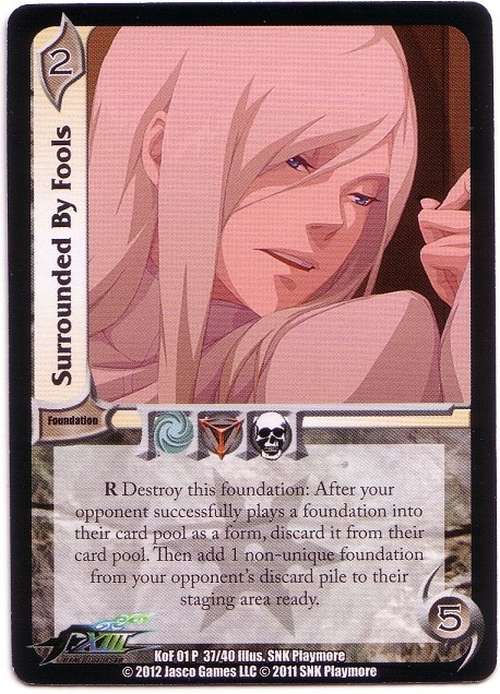 2
Surrounded By Fools
Foundation
R Destroy this foundation: After your
opponent successfully plays a foundation into
their card pool as a form, discard it from their
card pool. Then add 1 non-unique foundation
from your opponent's discard pile to their
staging area ready.
5
XIII
KoF 01 P 37/40 Illus. SNK Playmore
© 2012 Jasco Games LLC © 2011 SNK Playmore